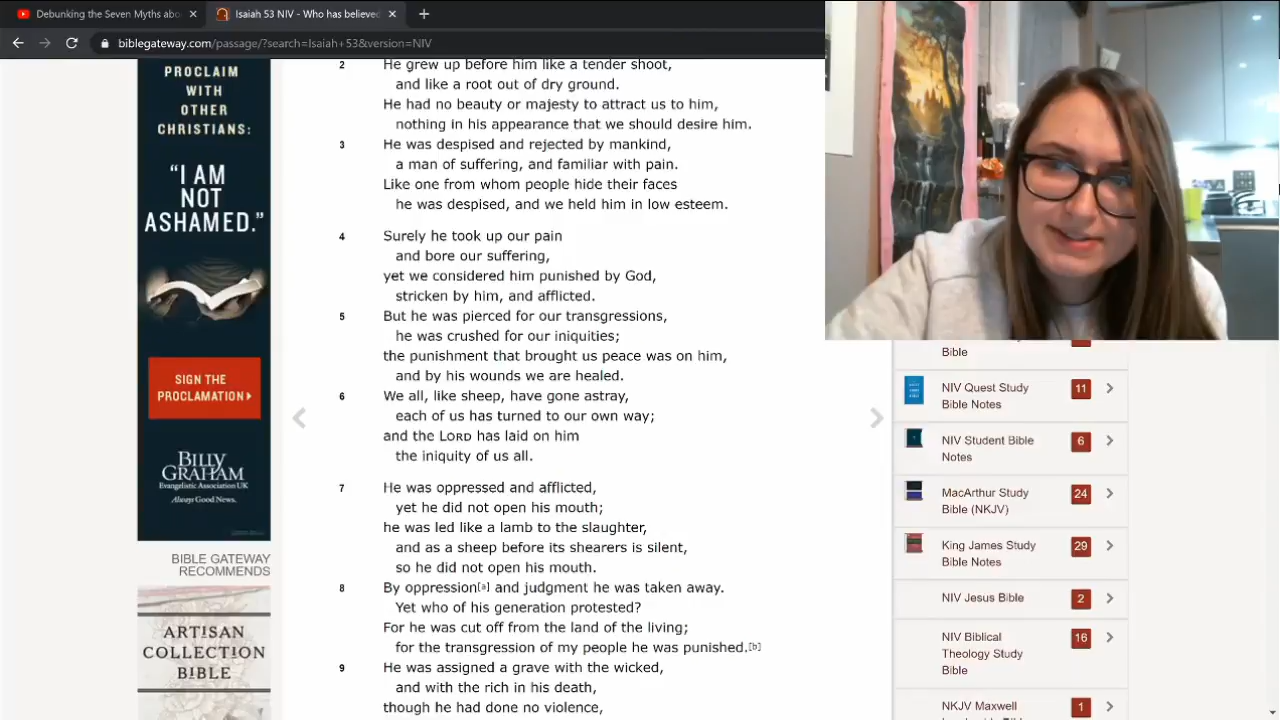 Debunking the Seven Myths abo
Isaiah 53 NIV - Who has believed
biblegateway.com/passage/?search=Isaiah+53&version=NIV
PROCLAIM
WITH
OTHER
CHRISTIANS:
"I AM
NOT
ASHAMED."
SIGN THE
PROCLAMATION
BILLY
GRAHAM
Evangelistic Association UK
Always Good News.
BIBLE GATEWAY
RECOMMENDS
ARTISAN
COLLECTION
BIBLE
2 He grew up before him like a tender shoot,
and like a root out of dry ground.
He had no beauty or majesty to attract us to him,
nothing in his appearance that we should desire him.
3 He was despised and rejected by mankind,
a man of suffering, and familiar with pain.
Like one from whom people hide their faces
he was despised, and we held him in low esteem.
4 Surely he took up our pain
and bore our suffering,
yet we considered him punished by God,
stricken by him, and afflicted.
5 But he was pierced for our transgressions,
he was crushed for our iniquities;
the punishment that brought us peace was on him,
and by his wounds we are healed.
6 We all, like sheep, have gone astray,
each of us has turned to our own way;
and the LORD has laid on him
the iniquity of us all.
7 He was oppressed and afflicted,
yet he did not open his mouth;
he was led like a lamb to the slaughter,
and as a sheep before its shearers is silent,
so he did not open his mouth.
8 By oppression[a] and judgment he was taken away.
Yet who of his generation protested?
For he was cut off from the land of the living;
for the transgression of my people he was punished.[b]
9 He was assigned a grave with the wicked,
and with the rich in his death,
though he had done no violence,
Bible
NIV Quest Study 11
Bible Notes
NIV Student Bible 6
Notes
MacArthur Study 24
Bible (NKJV)
King James Study 29
Bible Notes
NIV Jesus Bible 2
NIV Biblical 16
Theology Study
Bible
NKJV Maxwell 1